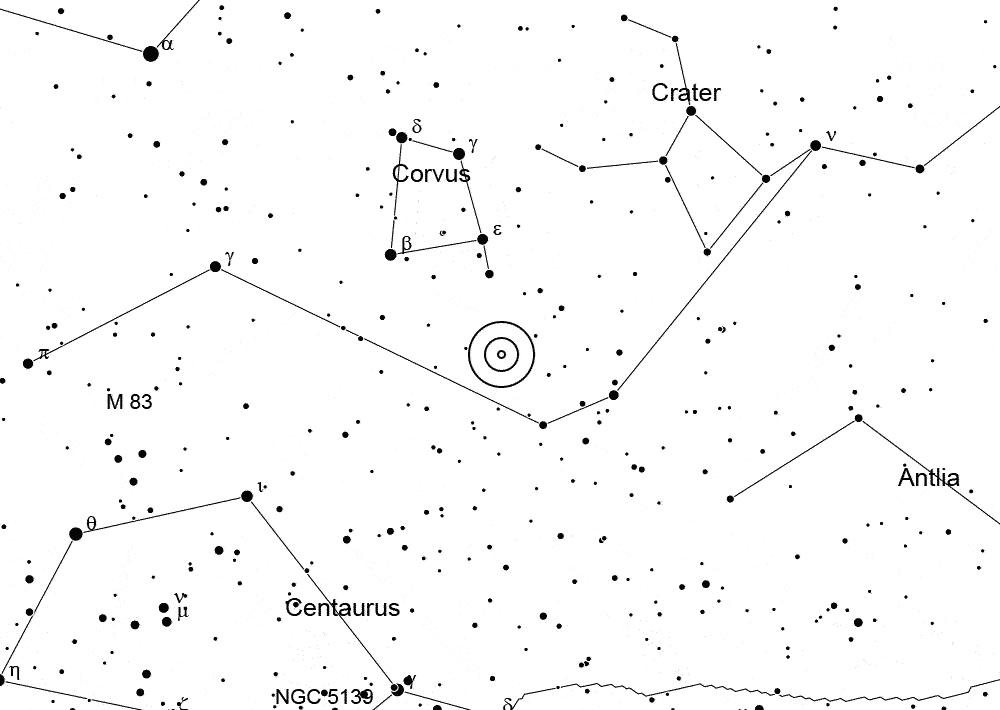 α
Crater
δ
γ
ν
Corvus
ε
β
γ
π
M 83
Antlia
ι
θ
ν
μ
Centaurus
η
γ
NGC 5139
ζ
δ